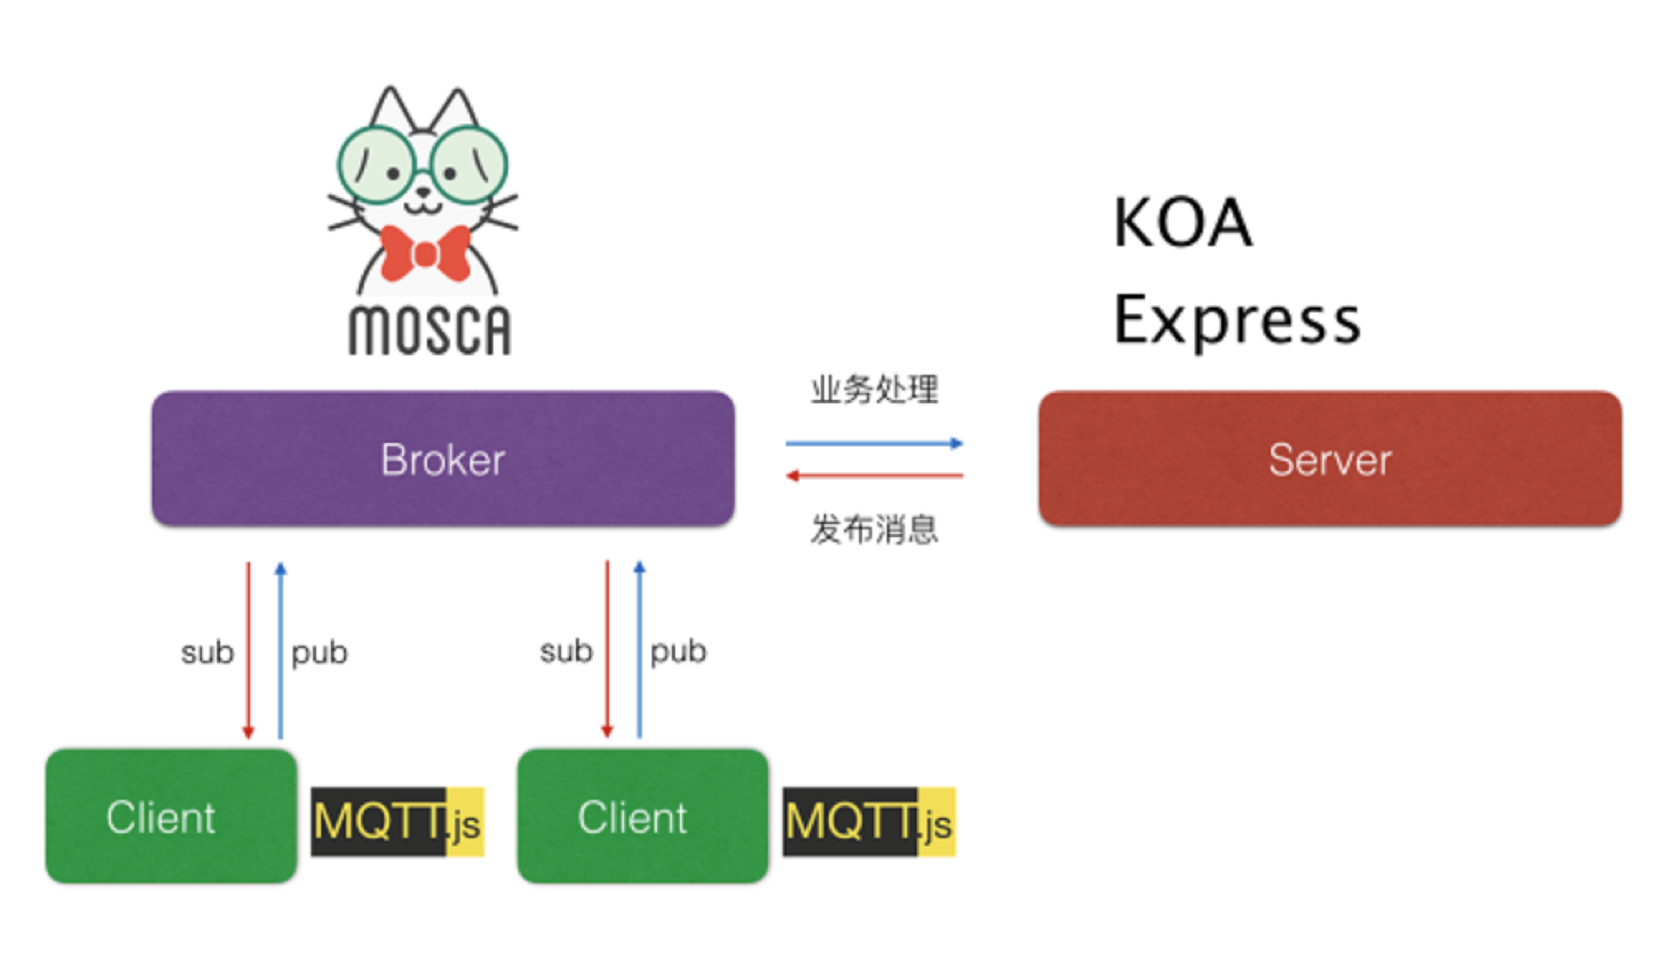 MOSCA
KOA
Express
业务处理
Broker
Server
发布消息
sub
pub
sub
pub
Client
MQTT.js
Client
MQTT.js